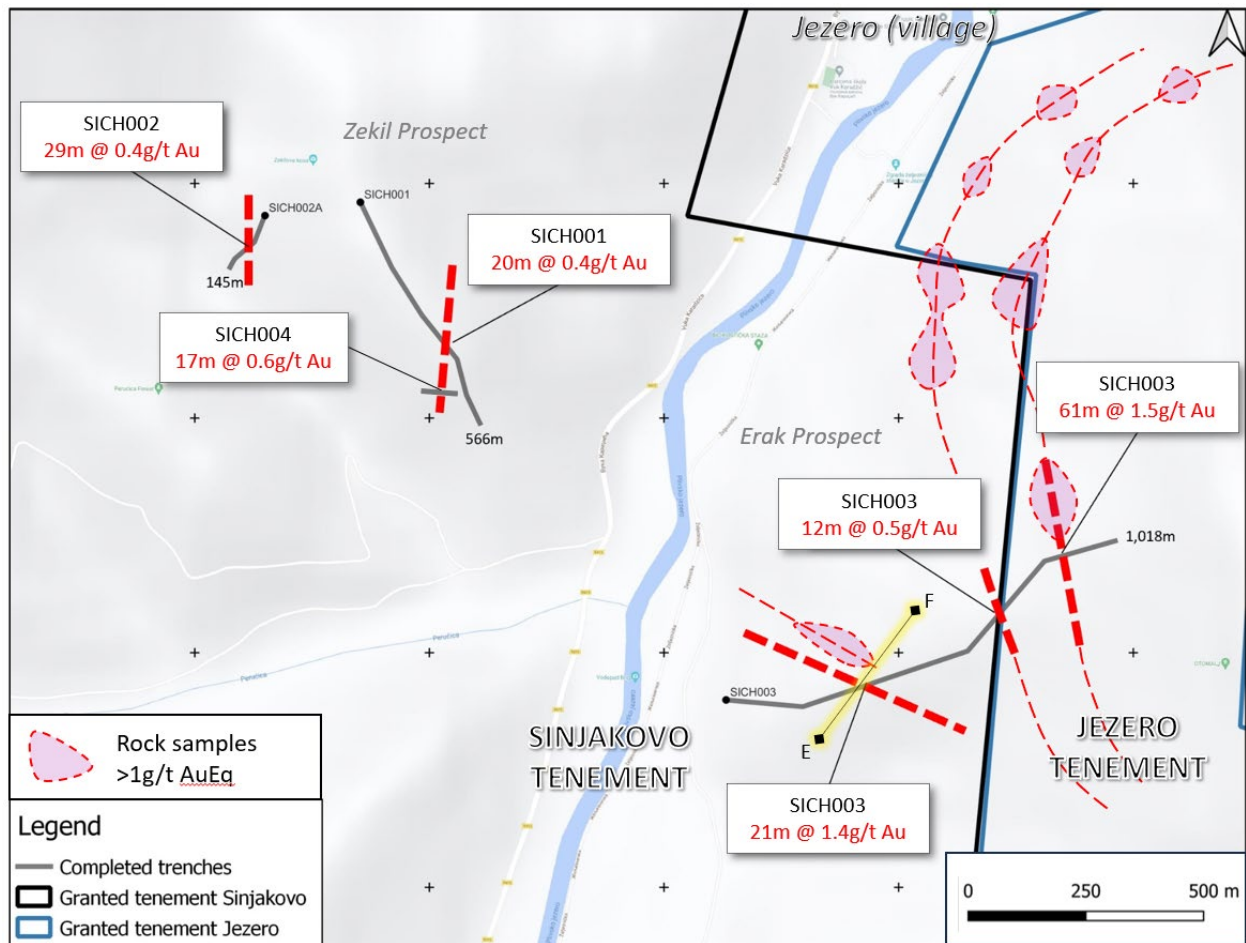 Jezero (village)
Zekil Prospect
SICH002
29m @ 0.4g/t Au
SICH002A
SICH001
145m
SICH001
20m @ 0.4g/t Au
SICH004
17m @ 0.6g/t Au
566m
Erak Prospect
SICH003
61m @ 1.5g/t Au
SICH003
12m @ 0.5g/t Au
1,018m
F
Perućica
Perućica
SICH003
E
SINJAKOVO
TENEMENT
JEZERO
TENEMENT
SICH003
21m @ 1.4g/t Au
Rock samples
>1g/t AuEq
Legend
Completed trenches
Granted tenement Sinjakovo
Granted tenement Jezero
0 250 500 m